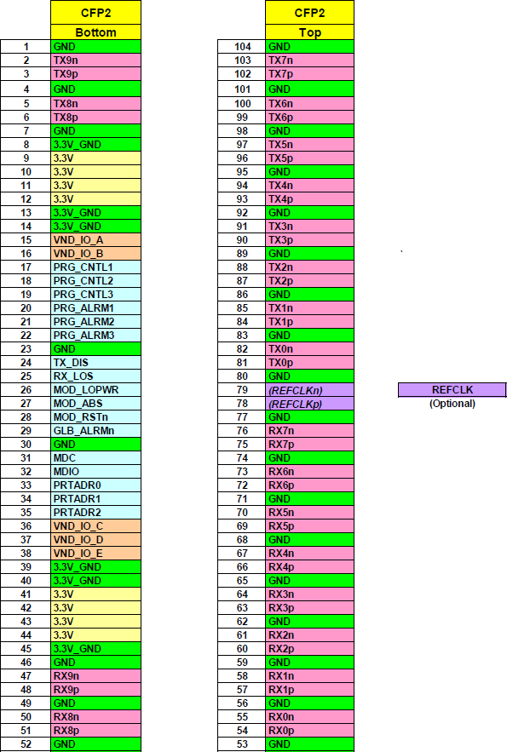 CFP2 CFP2
Bottom Top
1 GND 104 GND
2 TX9n 103 TX7n
3 TX9p 102 TX7p
4 GND 101 GND
5 TX8n 100 TX6n
6 TX8p 99 TX6p
7 GND 98 GND
8 3.3V_GND 97 TX5n
9 3.3V 96 TX5p
10 3.3V 95 GND
11 3.3V 94 TX4n
12 3.3V 93 TX4p
13 3.3V_GND 92 GND
14 3.3V_GND 91 TX3n
15 VND_IO_A 90 TX3p
16 VND_IO_B 89 GND
17 PRG_CNTL1 88 TX2n
18 PRG_CNTL2 87 TX2p
19 PRG_CNTL3 86 GND
20 PRG_ALRM1 85 TX1n
21 PRG_ALRM2 84 TX1p
22 PRG_ALRM3 83 GND
23 GND 82 TX0n
24 TX_DIS 81 TX0p
25 RX_LOS 80 GND
26 MOD_LOPWR 79 (REFCLKn) REFCLK
27 MOD_ABS 78 (REFCLKp) (Optional)
28 MOD_RSTn 77 GND
29 GLB_ALRMn 76 RX7n
30 GND 75 RX7p
31 MDC 74 GND
32 MDIO 73 RX6n
33 PRTADR0 72 RX6p
34 PRTADR1 71 GND
35 PRTADR2 70 RX5n
36 VND_IO_C 69 RX5p
37 VND_IO_D 68 GND
38 VND_IO_E 67 RX4n
39 3.3V_GND 66 RX4p
40 3.3V_GND 65 GND
41 3.3V 64 RX3n
42 3.3V 63 RX3p
43 3.3V 62 GND
44 3.3V 61 RX2n
45 3.3V_GND 60 RX2p
46 GND 59 GND
47 RX9n 58 RX1n
48 RX9p 57 RX1p
49 GND 56 GND
50 RX8n 55 RX0n
51 RX8p 54 RX0p
52 GND 53 GND